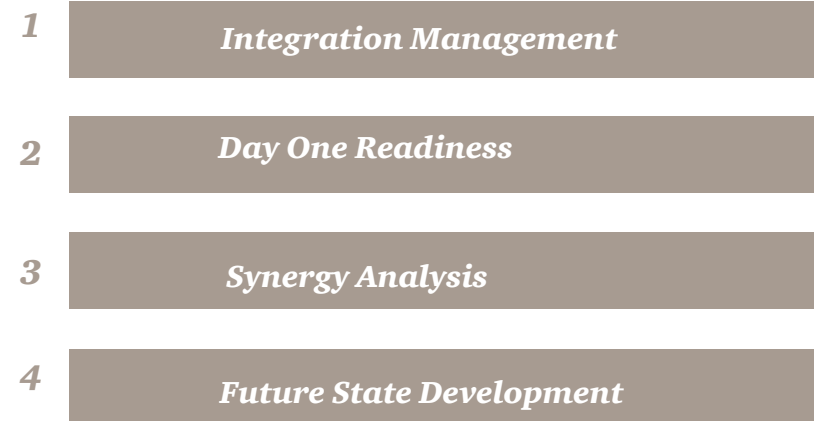 1 Integration Management
2 Day One Readiness
3 Synergy Analysis
4 Future State Development